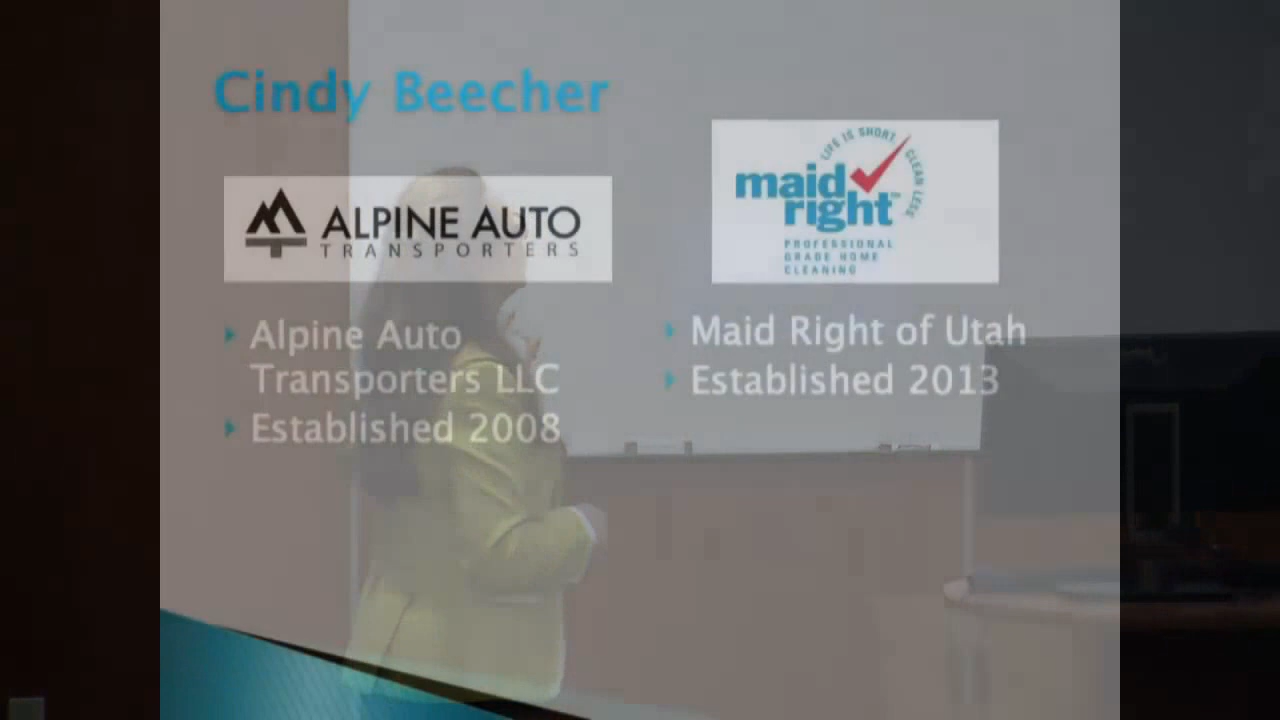 Cindy Beecher
ALPINE AUTO
TRANSPORTERS
Alpine Auto
Transporters LLC
Established 2008
LIFE IS SHORT. CLEAN LESS
maid
right™
PROFESSIONAL
GRADE HOME
CLEANING
Maid Right of Utah
Established 2013